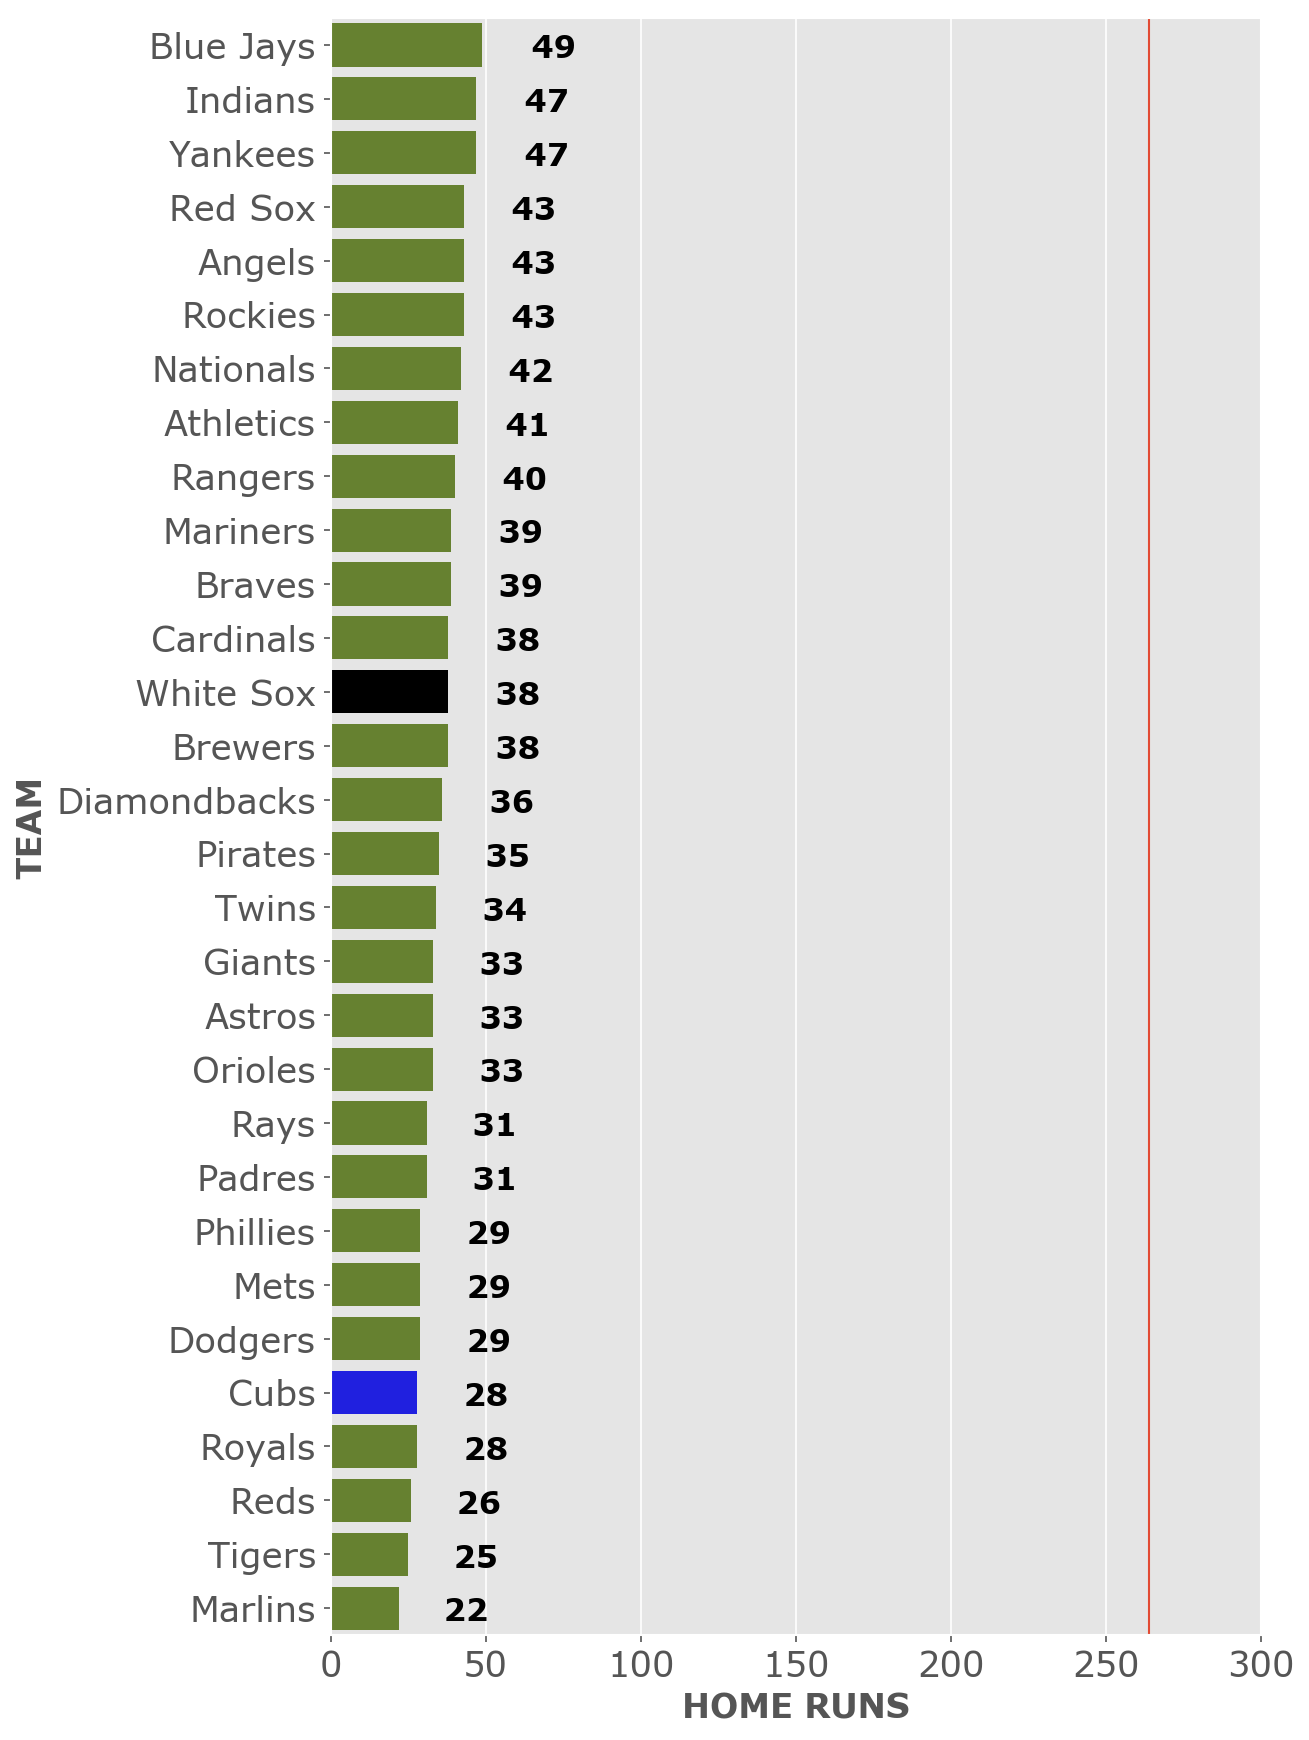 Blue Jays 49
Indians 47
Yankees 47
Red Sox 43
Angels 43
Rockies 43
Nationals 42
Athletics 41
Rangers 40
Mariners 39
Braves 39
Cardinals 38
White Sox 38
Brewers 38
Diamondbacks 36
Pirates 35
Twins 34
Giants 33
Astros 33
Orioles 33
Rays 31
Padres 31
Phillies 29
Mets 29
Dodgers 29
Cubs 28
Royals 28
Reds 26
Tigers 25
Marlins 22
TEAM
0 50 100 150 200 250 300
HOME RUNS